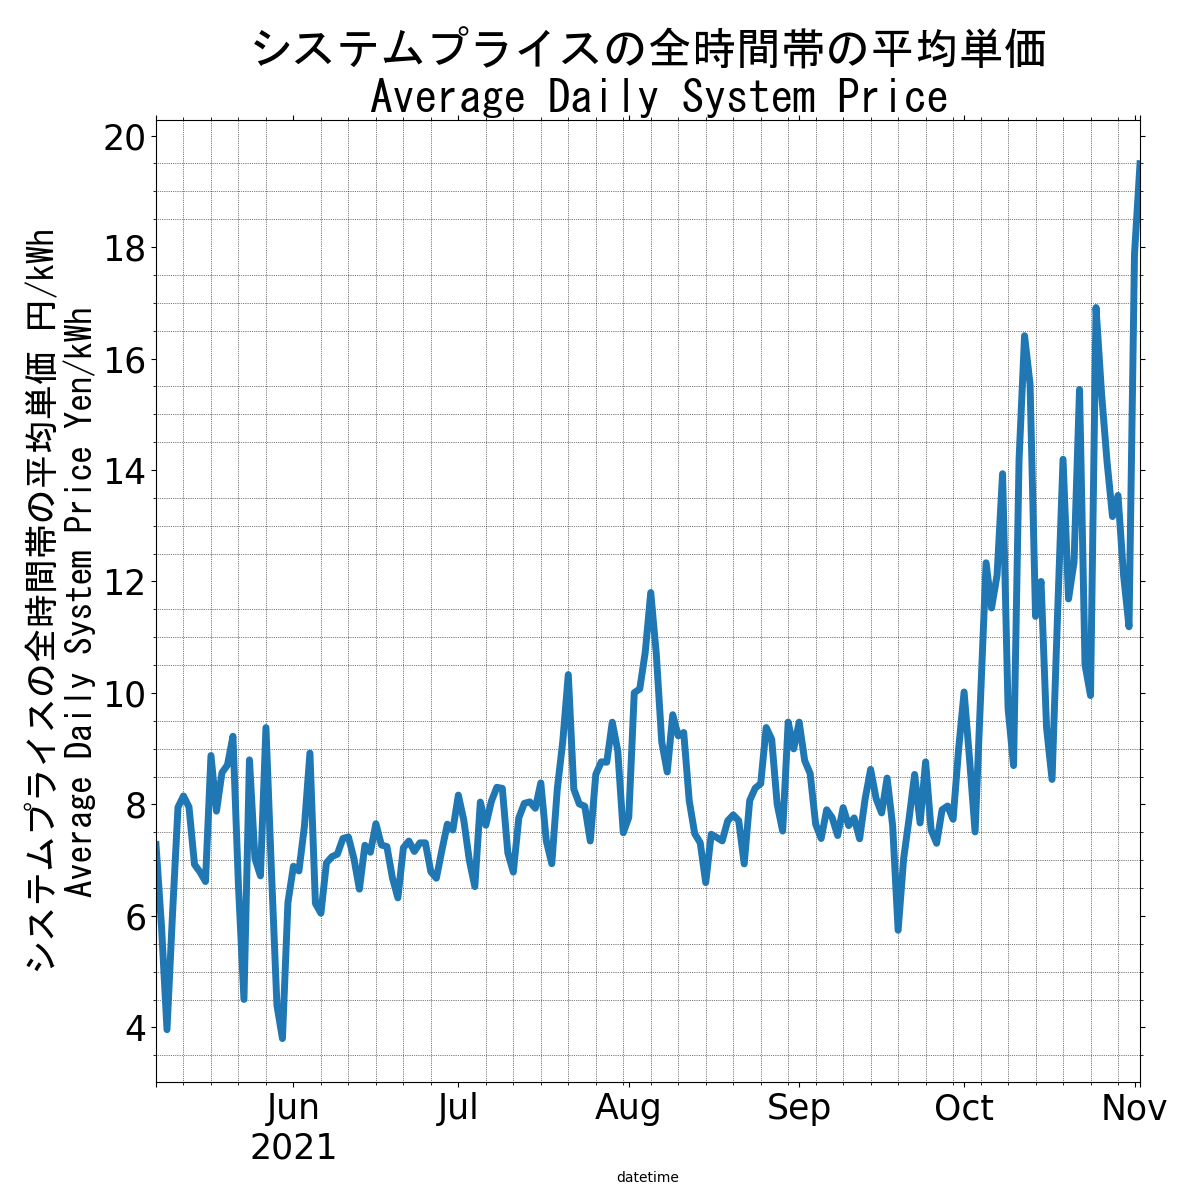 システムプライスの全時間帯の平均単価
Average Daily System Price
システムプライスの全時間帯の平均単価 円/kWh
Average Daily System Price Yen/kWh
20
18
16
14
12
10
8
6
4
Jun
2021
Jul
Aug
Sep
Oct
Nov
datetime